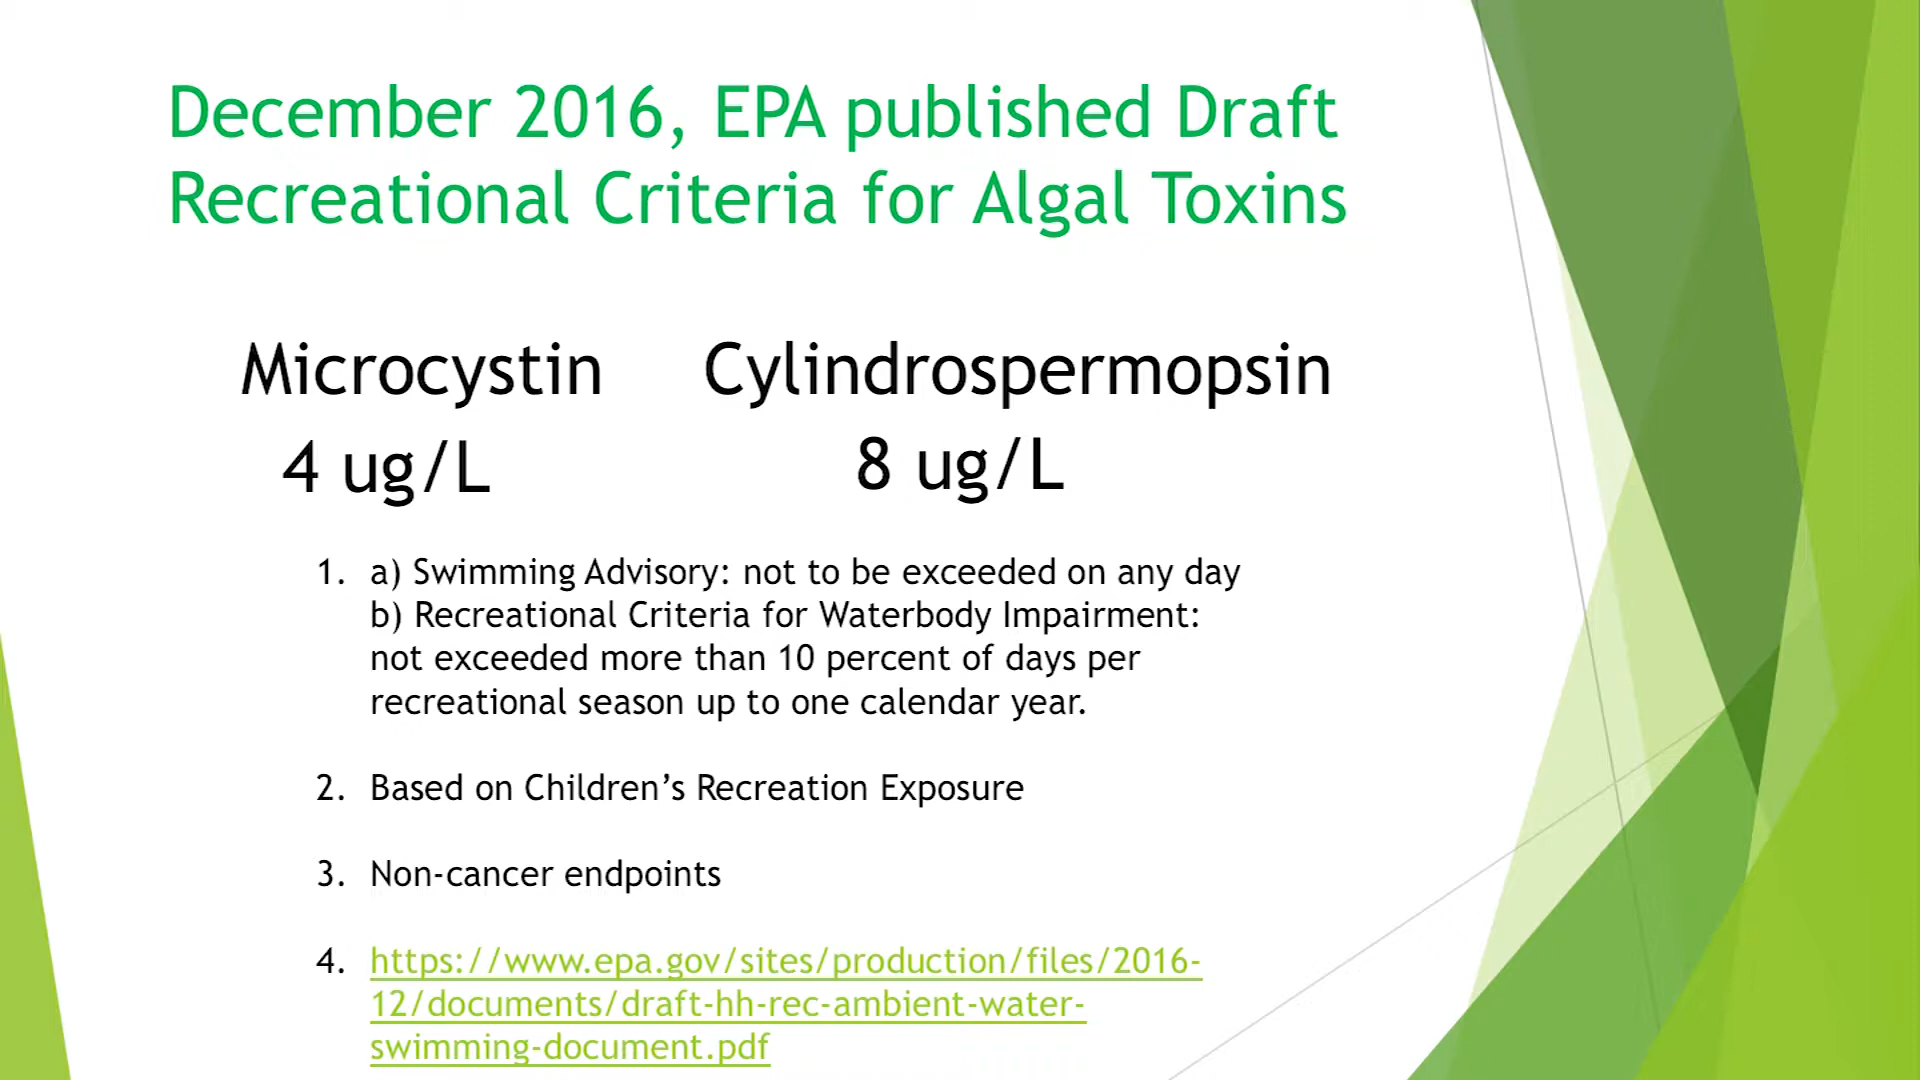 December 2016, EPA published Draft
Recreational Criteria for Algal Toxins
Microcystin Cylindrospermopsin
4 ug/L 8 ug/L
1. a) Swimming Advisory: not to be exceeded on any day
b) Recreational Criteria for Waterbody Impairment:
not exceeded more than 10 percent of days per
recreational season up to one calendar year.
2. Based on Children’s Recreation Exposure
3. Non-cancer endpoints
4. https://www.epa.gov/sites/production/files/2016-
12/documents/draft-hh-rec-ambient-water-
swimming-document.pdf